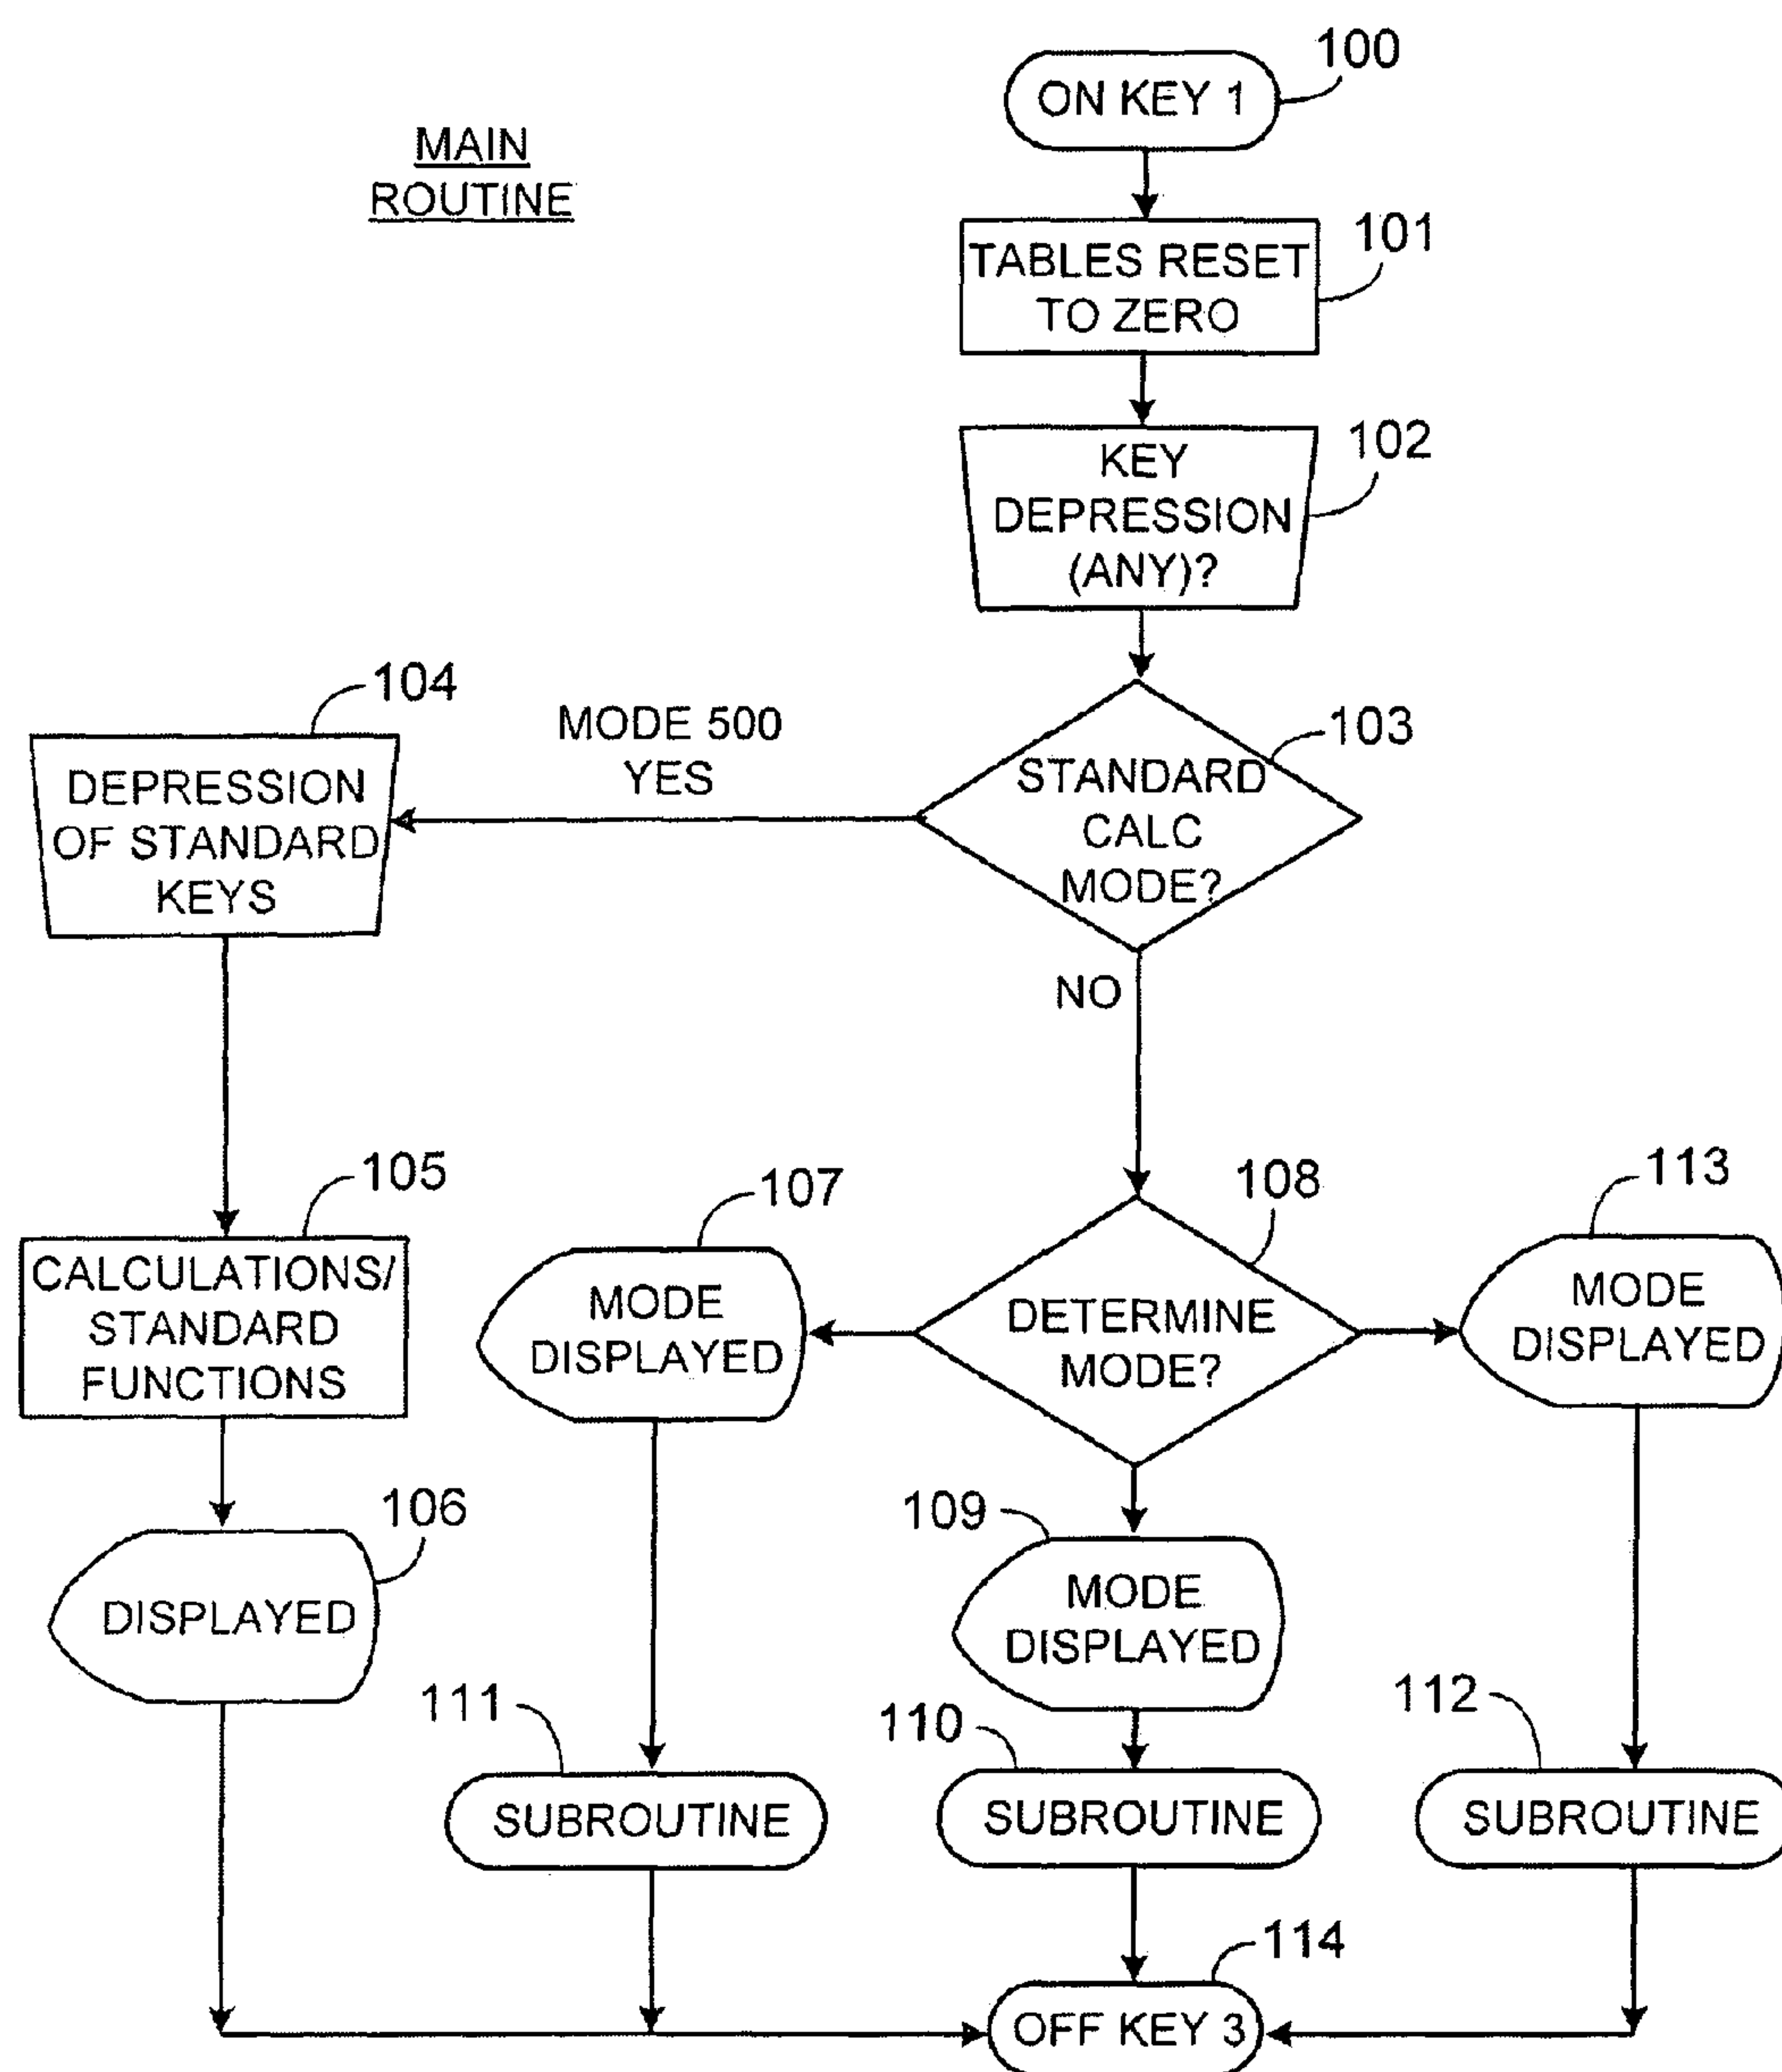 MAIN
ROUTINE
100
ON KEY 1
101
TABLES RESET
TO ZERO
102
KEY
DEPRESSION
(ANY)?
103
STANDARD
CALC
MODE?
MODE 500
YES
104
DEPRESSION
OF STANDARD
KEYS
NO
105
CALCULATIONS/
STANDARD
FUNCTIONS
107
MODE
DISPLAYED
108
DETERMINE
MODE?
113
MODE
DISPLAYED
106
DISPLAYED
109
MODE
DISPLAYED
111
SUBROUTINE
110
SUBROUTINE
112
SUBROUTINE
114
OFF KEY 3